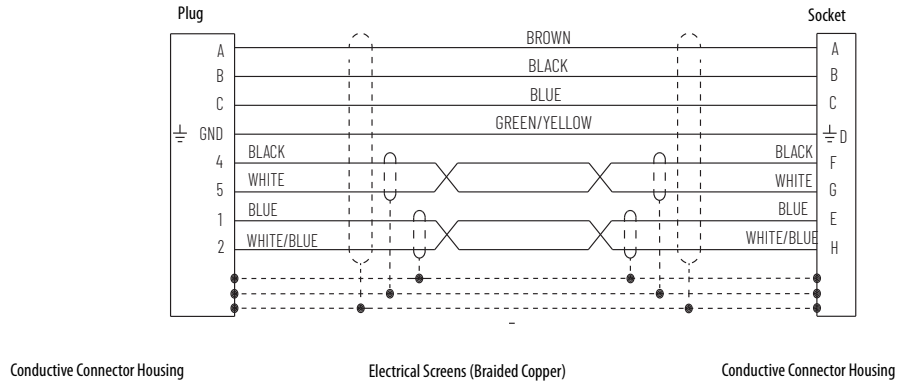 Plug Socket
A BROWN A
B BLACK B
C BLUE C
GND GREEN/YELLOW D
4 BLACK BLACK F
5 WHITE WHITE G
1 BLUE BLUE E
2 WHITE/BLUE WHITE/BLUE H
Conductive Connector Housing Electrical Screens (Braided Copper) Conductive Connector Housing